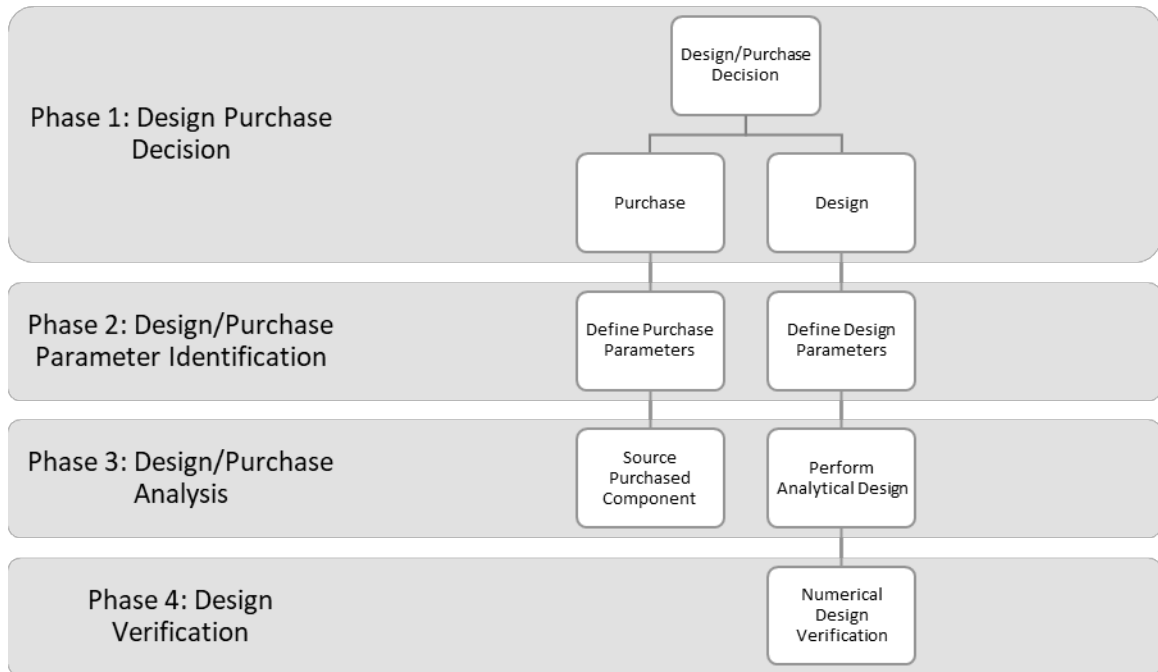 Phase 1: Design Purchase
Decision
Design/Purchase
Decision
Purchase
Design
Phase 2: Design/Purchase
Parameter Identification
Define Purchase
Parameters
Define Design
Parameters
Phase 3: Design/Purchase
Analysis
Source
Purchased
Component
Perform
Analytical Design
Phase 4: Design
Verification
Numerical
Design
Verification